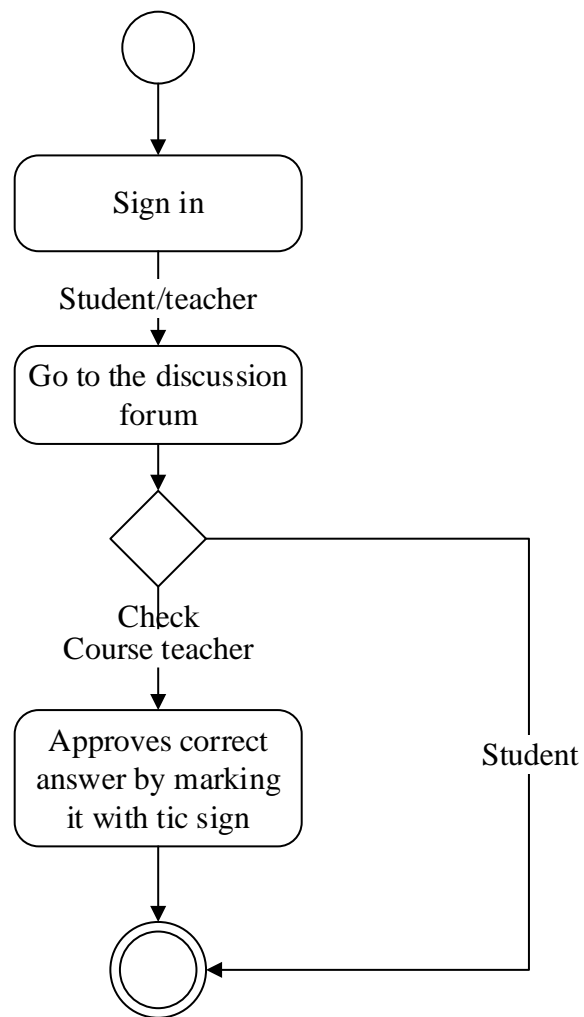 Sign in
Student/teacher
Go to the discussion
forum
Check
Course teacher
Approves correct
answer by marking
it with tic sign
Student